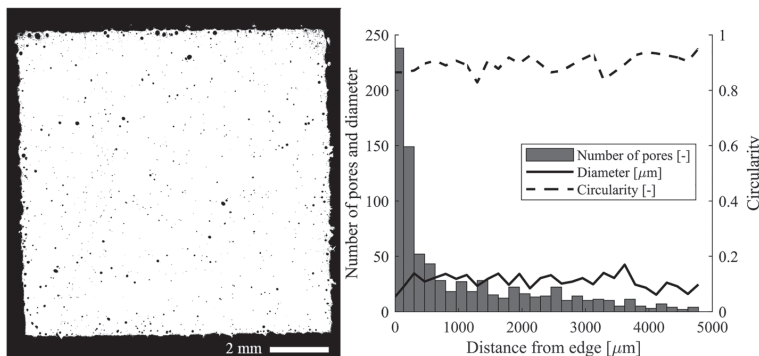 2 mm
Number of pores and diameter
250
200
150
100
50
0
0 1000 2000 3000 4000 5000
Distance from edge [μm]
1
0.8
0.6
0.4
0.2
0
Circularity
Number of pores [-]
Diameter [μm]
Circularity [-]